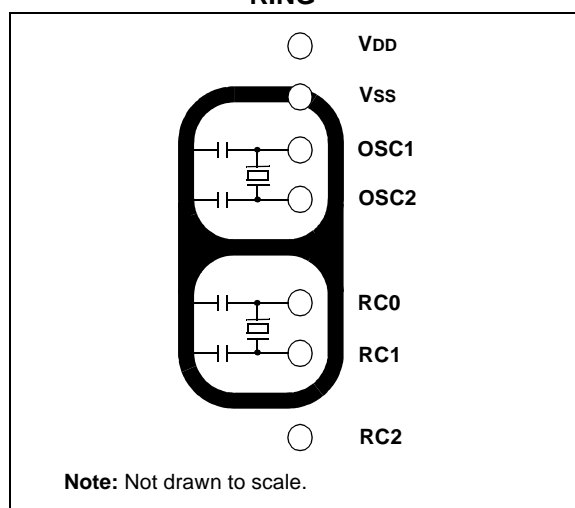 RING
VDD
VSS
OSC1
OSC2
RC0
RC1
RC2
Note: Not drawn to scale.